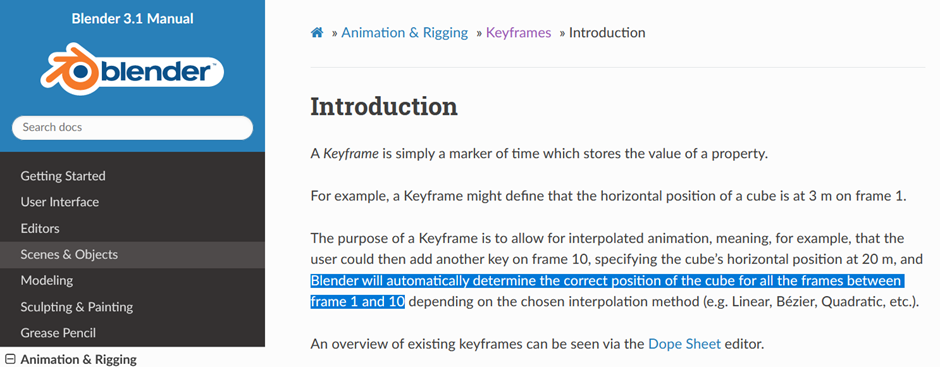 Blender 3.1 Manual
blender™
Search docs
Getting Started
User Interface
Editors
Scenes & Objects
Modeling
Sculpting & Painting
Grease Pencil
Animation & Rigging
» Animation & Rigging » Keyframes » Introduction
Introduction
A Keyframe is simply a marker of time which stores the value of a property.
For example, a Keyframe might define that the horizontal position of a cube is at 3 m on frame 1.
The purpose of a Keyframe is to allow for interpolated animation, meaning, for example, that the
user could then add another key on frame 10, specifying the cube’s horizontal position at 20 m, and
Blender will automatically determine the correct position of the cube for all the frames between
frame 1 and 10 depending on the chosen interpolation method (e.g. Linear, Bézier, Quadratic, etc.).
An overview of existing keyframes can be seen via the Dope Sheet editor.